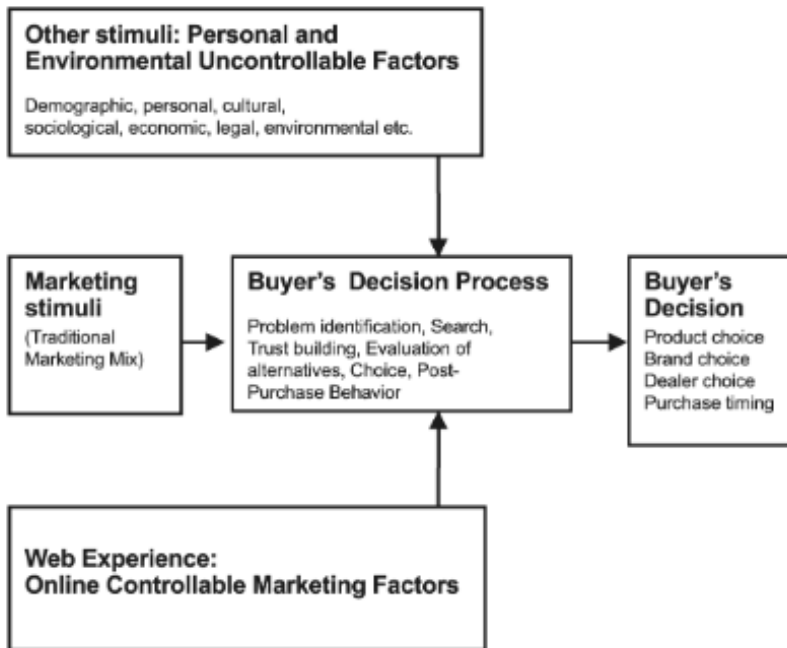 Other stimuli: Personal and
Environmental Uncontrollable Factors
Demographic, personal, cultural,
sociological, economic, legal, environmental etc.
Marketing
stimuli
(Traditional
Marketing Mix)
Buyer's Decision Process
Problem identification, Search,
Trust building, Evaluation of
alternatives, Choice, Post-
Purchase Behavior
Buyer's
Decision
Product choice
Brand choice
Dealer choice
Purchase timing
Web Experience:
Online Controllable Marketing Factors